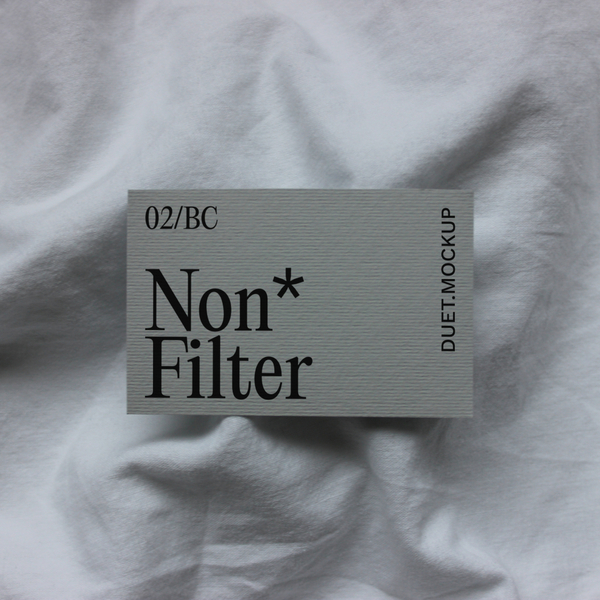 02/BC
Non*
Filter
DUET.MOCKUP